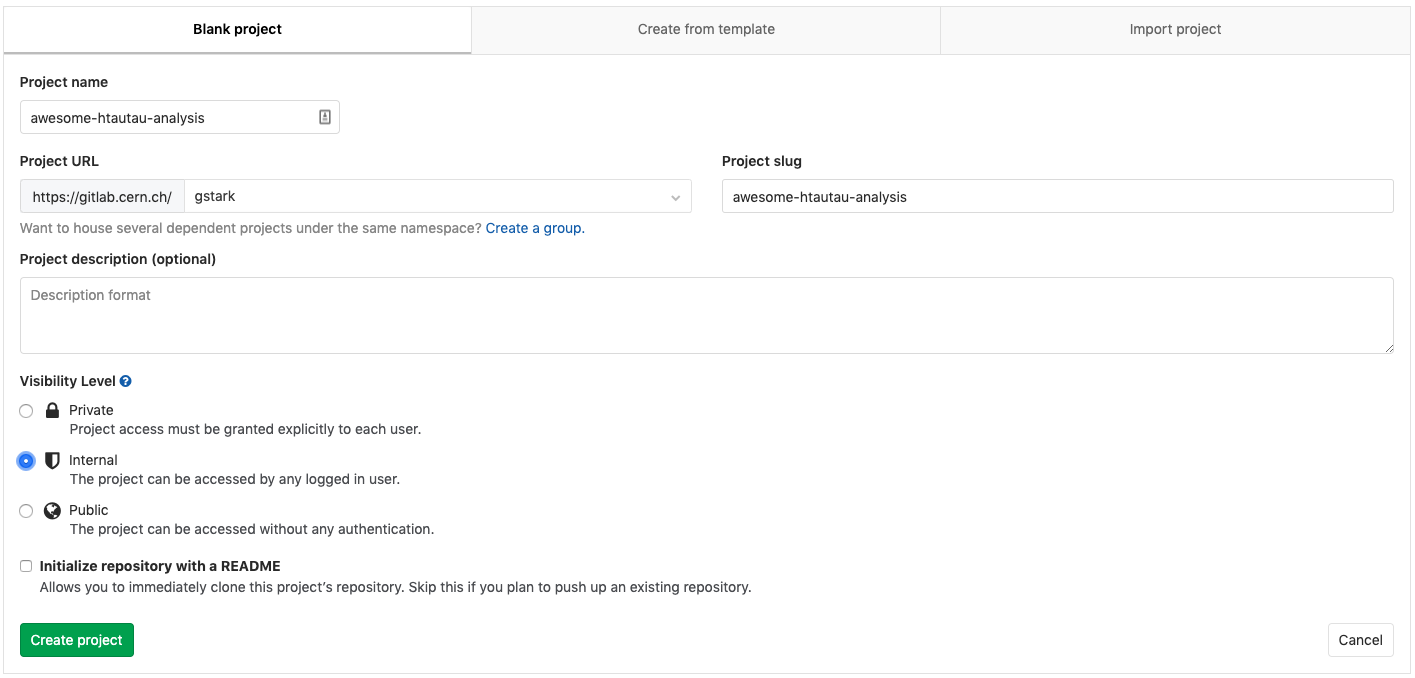 Blank project
Create from template
Import project
Project name
awesome-htautau-analysis
Project URL
Project slug
https://gitlab.cern.ch/ gstark
awesome-htautau-analysis
Want to house several dependent projects under the same namespace? Create a group.
Project description (optional)
Description format
Visibility Level ?
Private
Project access must be granted explicitly to each user.
Internal
The project can be accessed by any logged in user.
Public
The project can be accessed without any authentication.
Initialize repository with a README
Allows you to immediately clone this project’s repository. Skip this if you plan to push up an existing repository.
Create project
Cancel